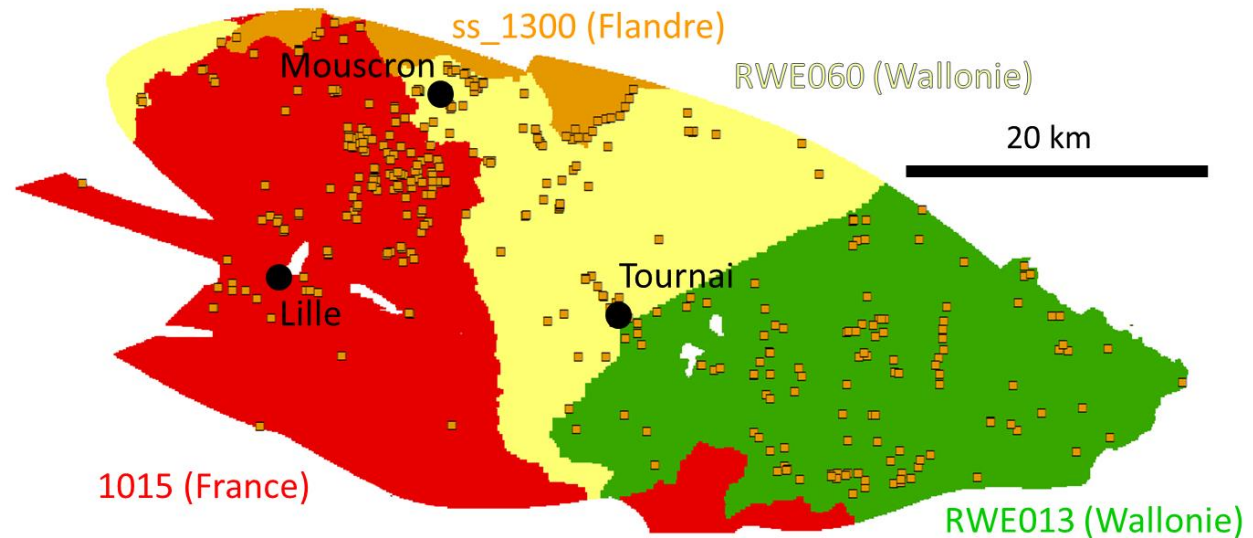 ss_1300 (Flandre)
Mouscron
RWE060 (Wallonie)
20 km
Tournai
Lille
1015 (France)
RWE013 (Wallonie)